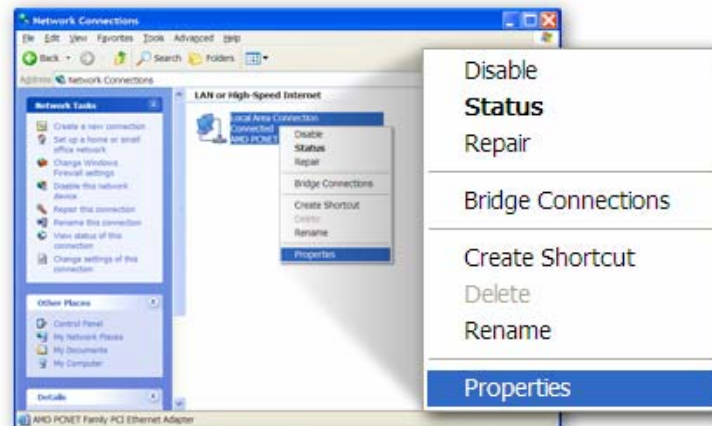 Network Connections
File Edit View Favorites Tools Advanced Help
Back Search Folders
Address Network Connections
Network Tasks
Create a new connection
Set up a home or small
office network
Change Windows
Firewall settings
Disable this network
device
Repair this connection
Rename this connection
View status of this
connection
Change settings of this
connection
Other Places
Control Panel
My Network Places
My Documents
My Computer
Details
LAN or High-Speed Internet
Local Area Connection
Connected
AMD PCNET
Disable
Status
Repair
Bridge Connections
Create Shortcut
Delete
Rename
Properties
AMD PCNET Family PCI Ethernet Adapter
Disable
Status
Repair
Bridge Connections
Create Shortcut
Delete
Rename
Properties